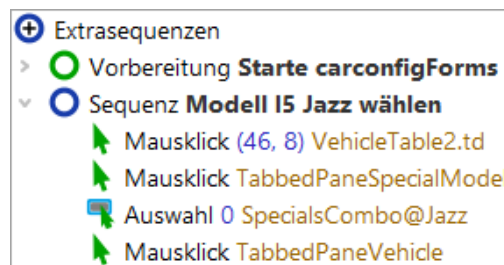 Extrasequenzen
Vorbereitung Starte carconfigForms
Sequenz Modell I5 Jazz wählen
Mausklick (46, 8) VehicleTable2.td
Mausklick TabbedPaneSpecialMode
Auswahl 0 SpecialsCombo@Jazz
Mausklick TabbedPaneVehicle